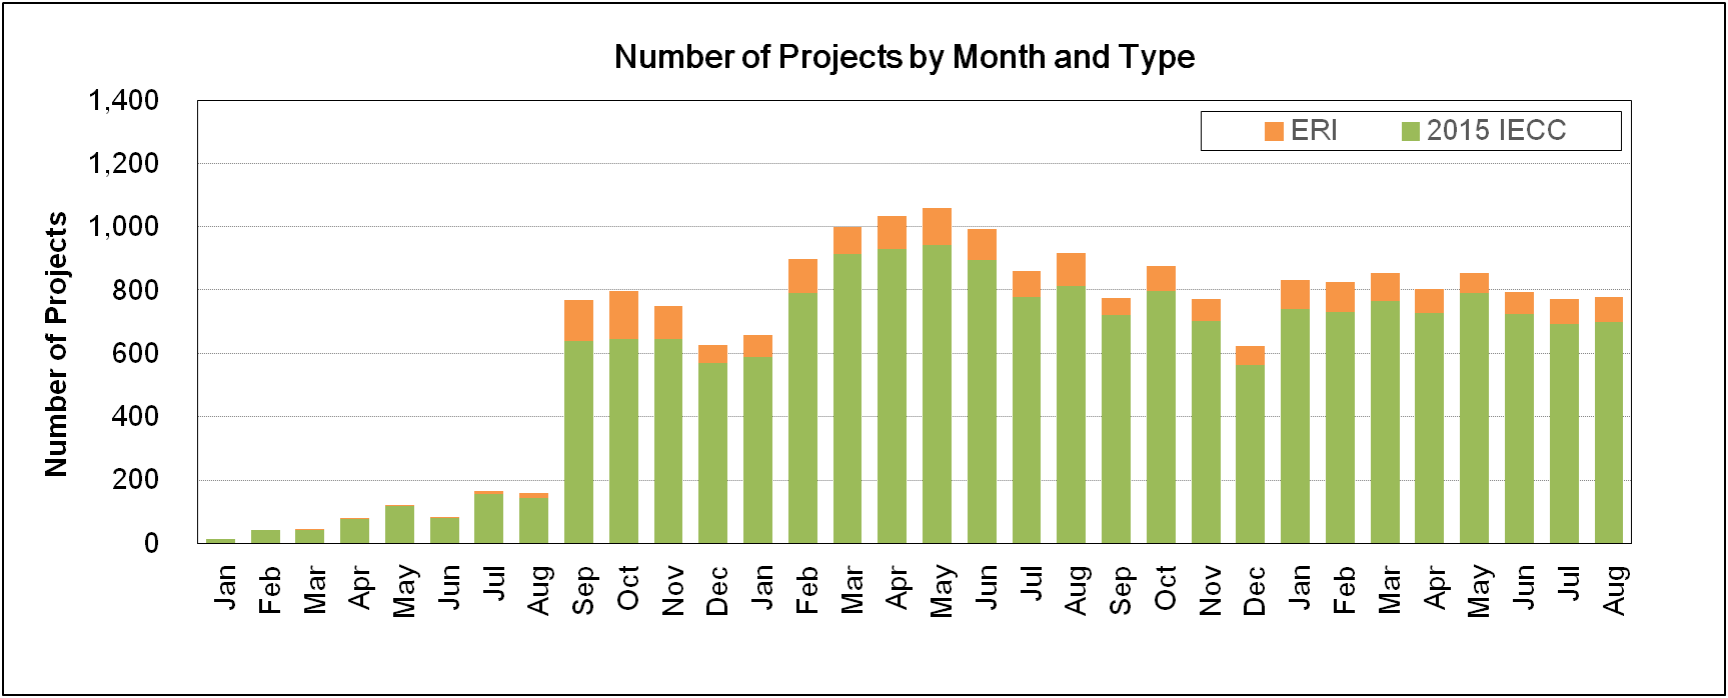 Number of Projects by Month and Type
ERI 2015 IECC
Number of Projects
1,400
1,200
1,000
800
600
400
200
0
Jan Feb Mar Apr May Jun Jul Aug Sep Oct Nov Dec Jan Feb Mar Apr May Jun Jul Aug Sep Oct Nov Dec Jan Feb Mar Apr May Jun Jul Aug